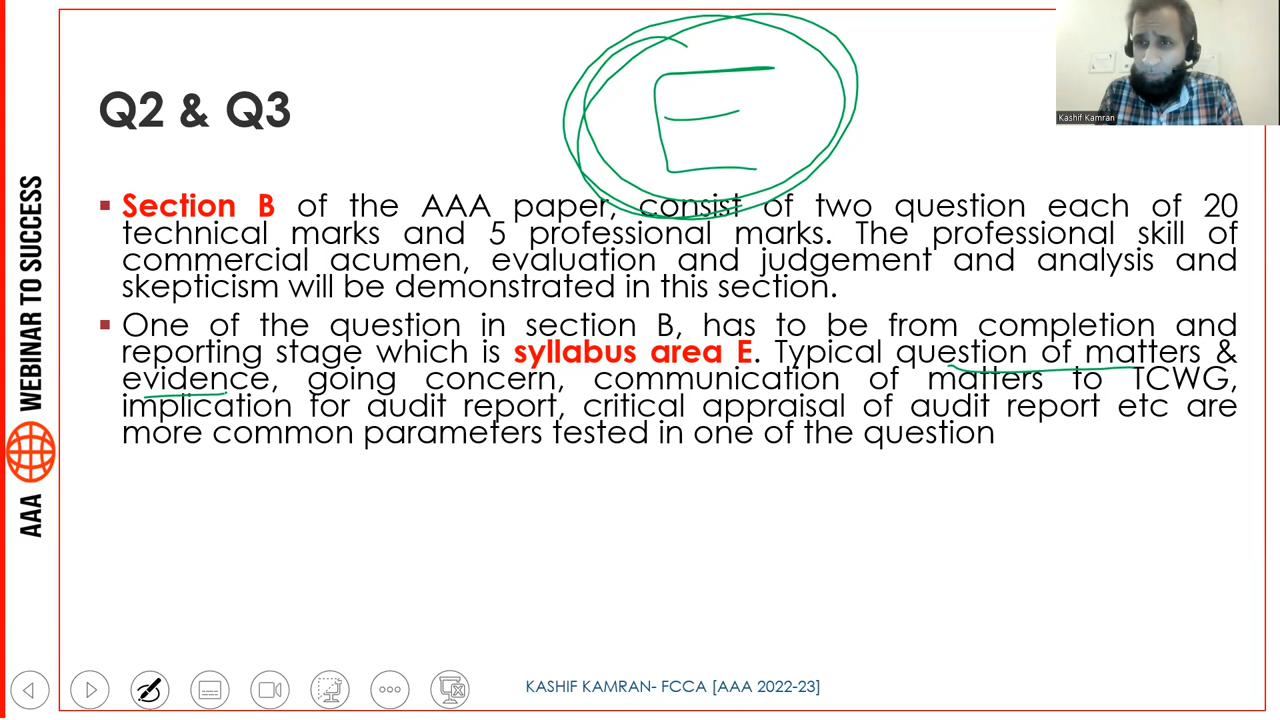 E
Kashif Kamran
Q2 & Q3
AAA WEBINAR TO SUCCESS
▪ Section B of the AAA paper, consist of two question each of 20
technical marks and 5 professional marks. The professional skill of
commercial acumen, evaluation and judgement and analysis and
skepticism will be demonstrated in this section.
▪ One of the question in section B, has to be from completion and
reporting stage which is syllabus area E. Typical question of matters &
evidence, going concern, communication of matters to TCWG,
implication for audit report, critical appraisal of audit report etc are
more common parameters tested in one of the question
KASHIF KAMRAN- FCCA [AAA 2022-23]